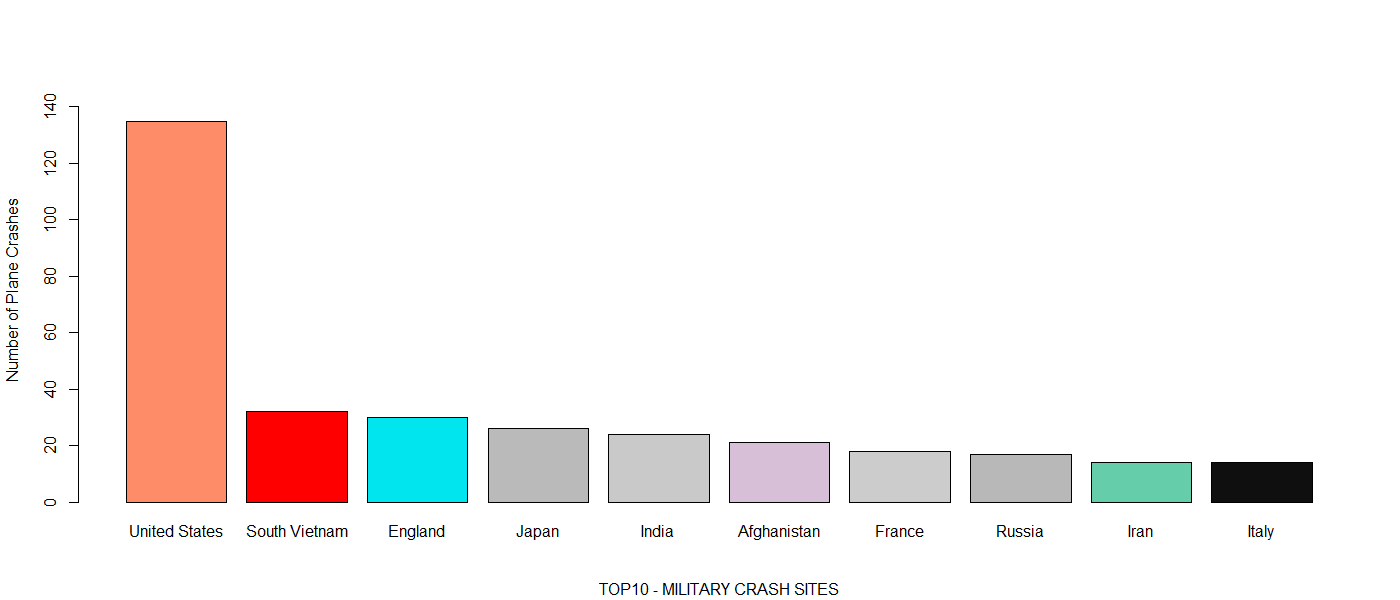 Number of Plane Crashes
140
120
100
80
60
40
20
0
United States South Vietnam England Japan India Afghanistan France Russia Iran Italy
TOP10 - MILITARY CRASH SITES